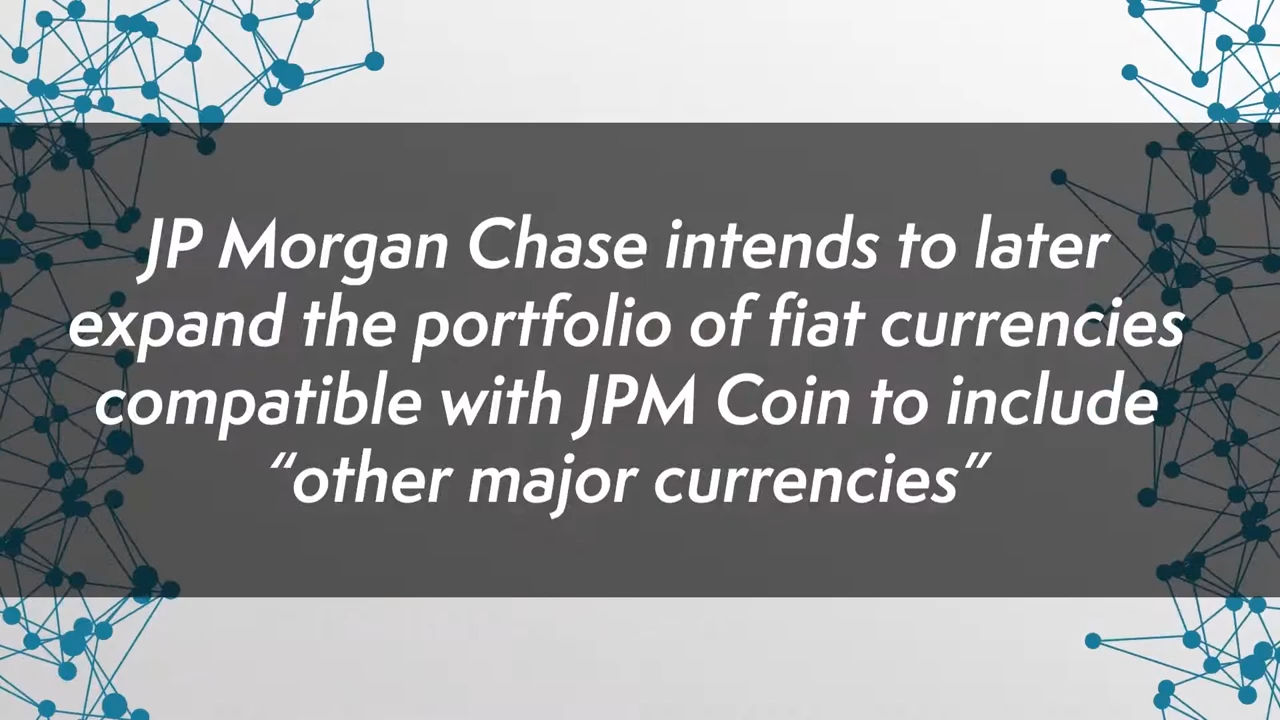 JP Morgan Chase intends to later
expand the portfolio of fiat currencies
compatible with JPM Coin to include
“other major currencies”